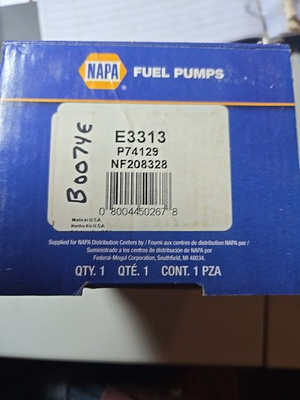 NAPA FUEL PUMPS
B0074E
E3313
P74129
NF208328
0 8004450267 8
Made in U.S.A.
Hecho En U.S.A.
Supplied for NAPA Distribution Centers by / Fourni aux centres de distribution NAPA par /
Suministrado a los centres de distribución de NAPA par
Federal-Mogul Corporation, Southfield, MI 48034.
QTY. 1 QTÉ. 1 CONT. 1 PZA